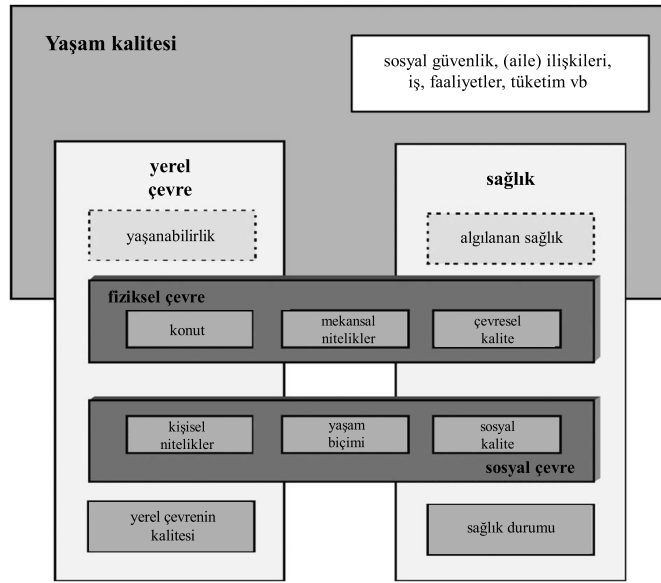 Yaşam kalitesi
sosyal güvenlik, (aile) ilişkileri,
iş, faaliyetler, tüketim vb
yerel
çevre
sağlık
yaşanabilirlik
algılanan sağlık
fiziksel çevre
konut
mekansal
nitelikler
çevresel
kalite
kişisel
nitelikler
yaşam
biçimi
sosyal
kalite
sosyal çevre
yerel çevrenin
kalitesi
sağlık durumu